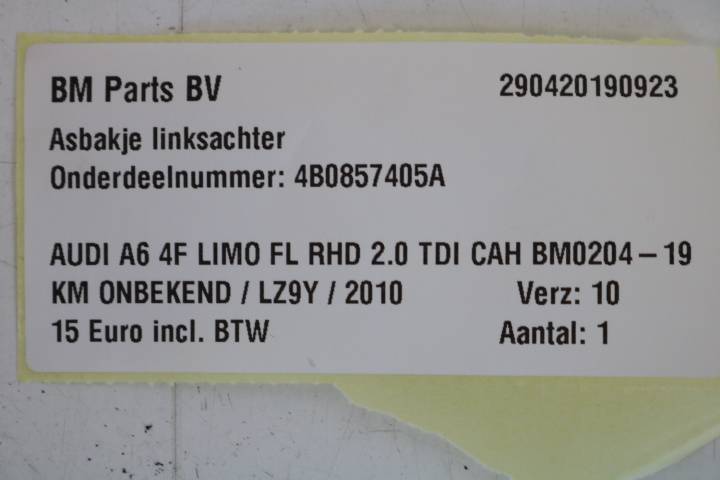 BM Parts BV 290420190923
Asbakje linksachter
Onderdeelnummer: 4B0857405A
AUDI A6 4F LIMO FL RHD 2.0 TDI CAH BM0204-19
KM ONBEKEND / LZ9Y / 2010 Verz: 10
15 Euro incl. BTW Aantal: 1